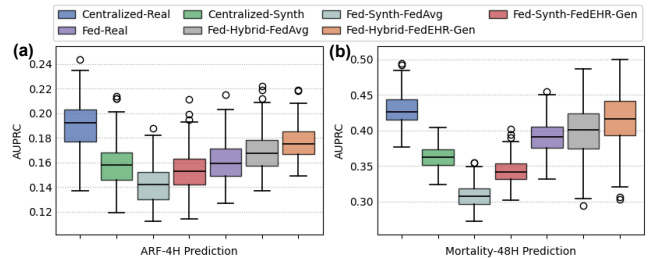 Centralized-Real Centralized-Synth Fed-Synth-FedAvg Fed-Synth-FedEHR-Gen
Fed-Real Fed-Hybrid-FedAvg Fed-Hybrid-FedEHR-Gen
(a)
0.24
0.22
0.20
0.18
0.16
0.14
0.12
AUPRC
ARF-4H Prediction
(b)
0.50
0.45
0.40
0.35
0.30
AUPRC
Mortality-48H Prediction